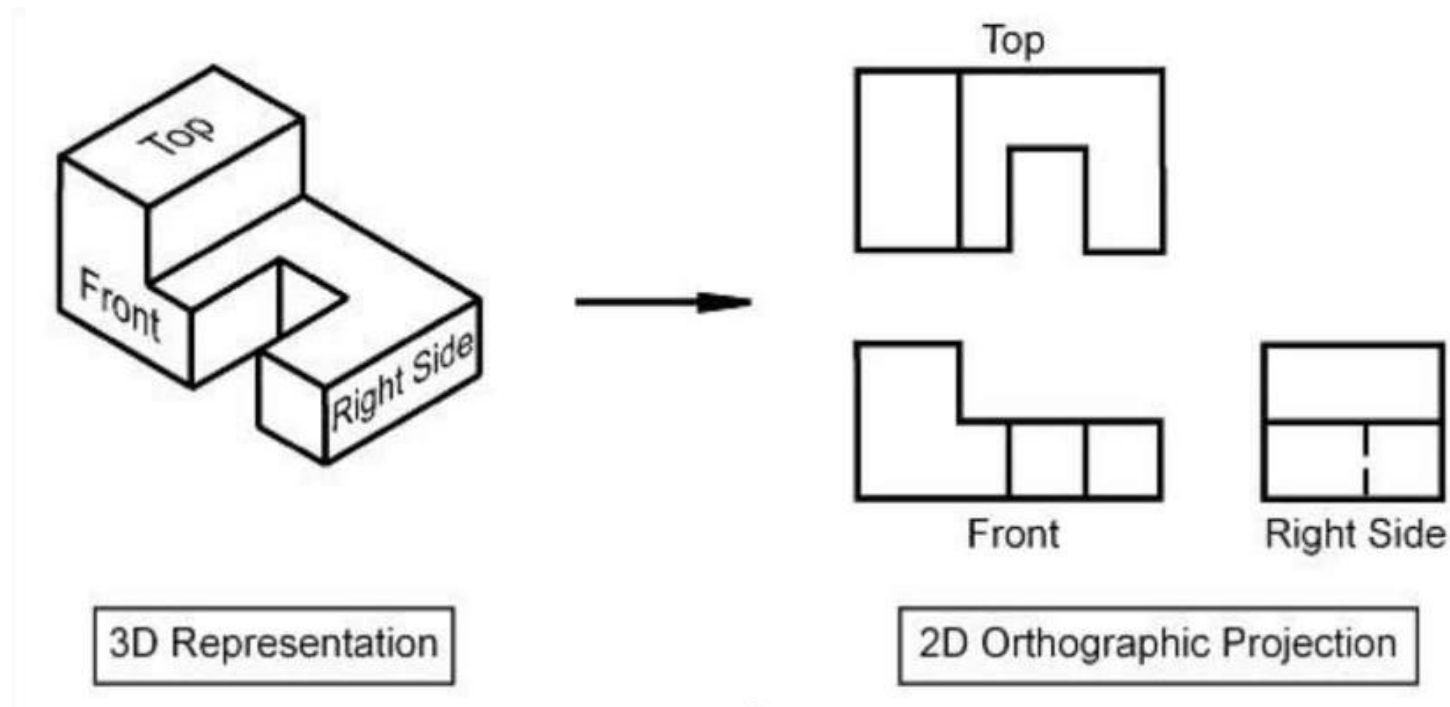 Top
Front
Right Side
3D Representation
Top
Front
Right Side
2D Orthographic Projection